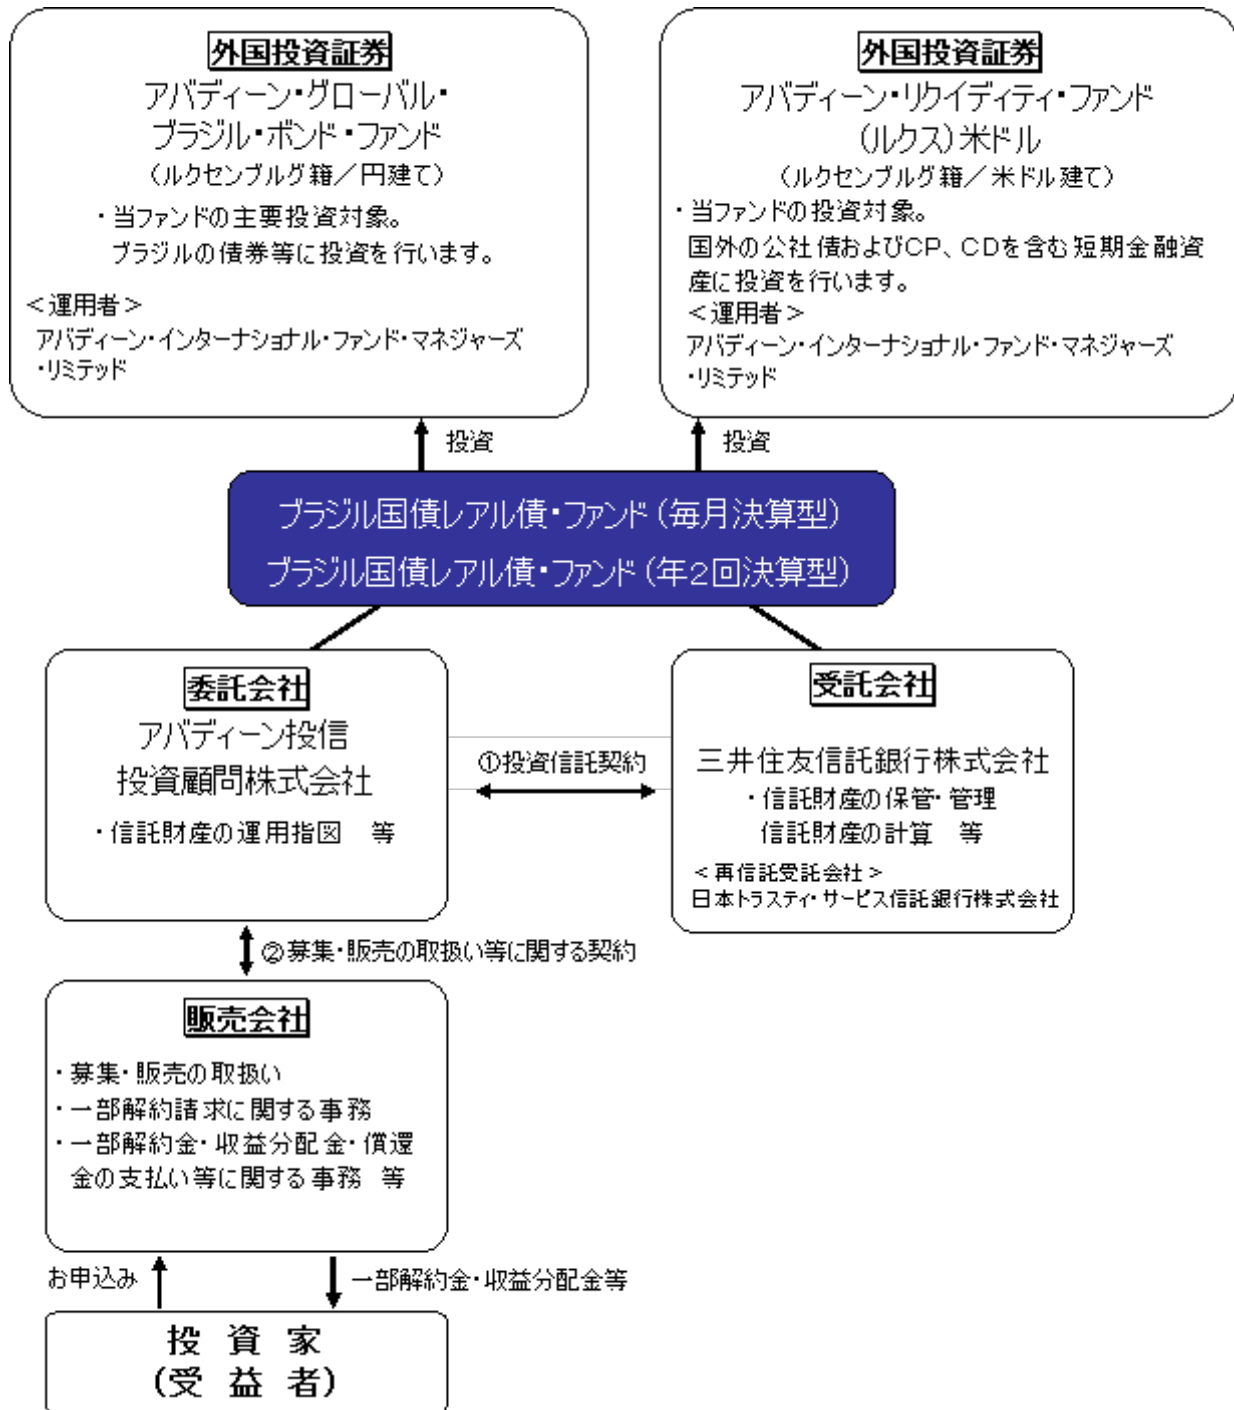 外国投資証券
アバディーン・グローバル・
ブラジル・ボンド・ファンド
(ルクセンブルグ籍/円建て)
・当ファンドの主要投資対象。
ブラジルの債券等に投資を行います。
<運用者>
アバディーン・インターナショナル・ファンド・マネジャーズ
・リミテッド
外国投資証券
アバディーン・リクイディティ・ファンド
(ルクス)米ドル
(ルクセンブルグ籍/米ドル建て)
・当ファンドの投資対象。
国外の公社債およびCP、CDを含む短期金融資
産に投資を行います。
<運用者>
アバディーン・インターナショナル・ファンド・マネジャーズ
・リミテッド
投資
投資
ブラジル国債レアル債・ファンド(毎月決算型)
ブラジル国債レアル債・ファンド(年2回決算型)
委託会社
アバディーン投信
投資顧問株式会社
・信託財産の運用指図 等
①投資信託契約
受託会社
三井住友信託銀行株式会社
・信託財産の保管・管理
信託財産の計算 等
<再信託受託会社>
日本トラスティ・サービス信託銀行株式会社
②募集・販売の取扱い等に関する契約
販売会社
・募集・販売の取扱い
・一部解約請求に関する事務
・一部解約金・収益分配金・償還
金の支払い等に関する事務 等
お申込み
一部解約金・収益分配金等
投 資 家
(受 益 者)